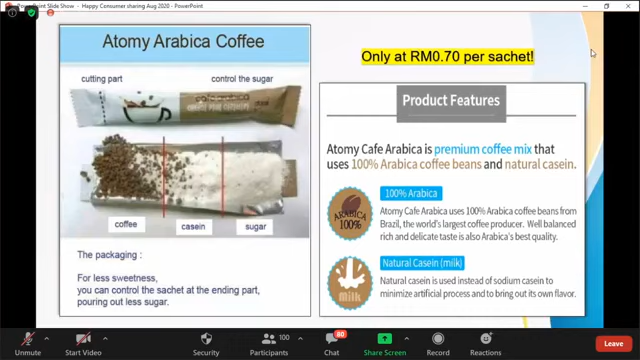 PowerPoint Slide Show - Happy Consumer sharing Aug 2020 - PowerPoint
Atomy Arabica Coffee
cutting part
control the sugar
coffee
casein
sugar
The packaging :
For less sweetness,
you can control the sachet at the ending part,
pouring out less sugar.
Only at RM0.70 per sachet!
Product Features
Atomy Cafe Arabica is premium coffee mix that
uses 100% Arabica coffee beans and natural casein.
ARABICA
100%
100% Arabica
Atomy Cafe Arabica uses 100% Arabica coffee beans from
Brazil, the world's largest coffee producer. Well balanced
rich and delicate taste is also Arabica's best quality.
milk
Natural Casein (milk)
Natural casein is used instead of sodium casein to
minimize artificial process and to bring out its own flavor.
Unmute
Start Video
Security
100
Participants
80
Chat
Share Screen
Record
Reactions
Leave